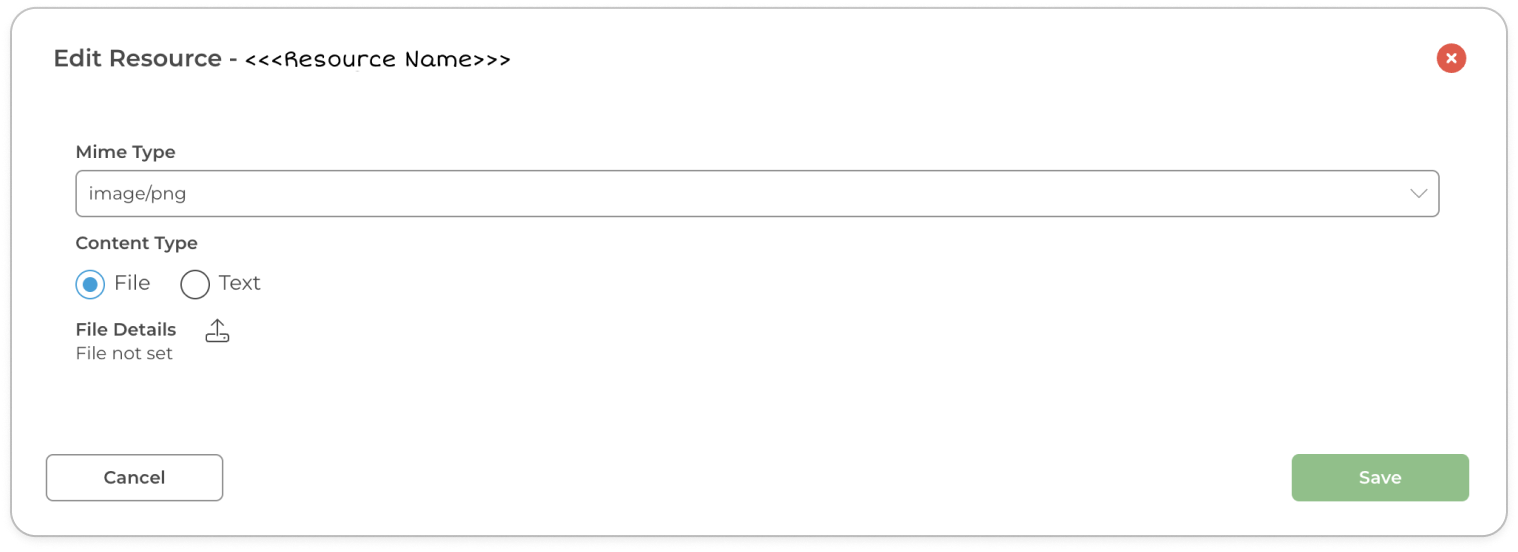 Edit Resource - <<<Resource Name>>>
Mime Type
image/png
Content Type
File Text
File Details
File not set
Cancel Save